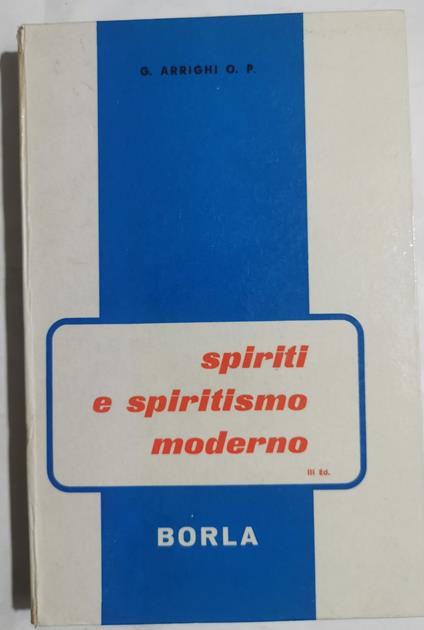 G. ARRIGHI O. P.
spiriti
e spiritismo
moderno
III Ed.
BORLA